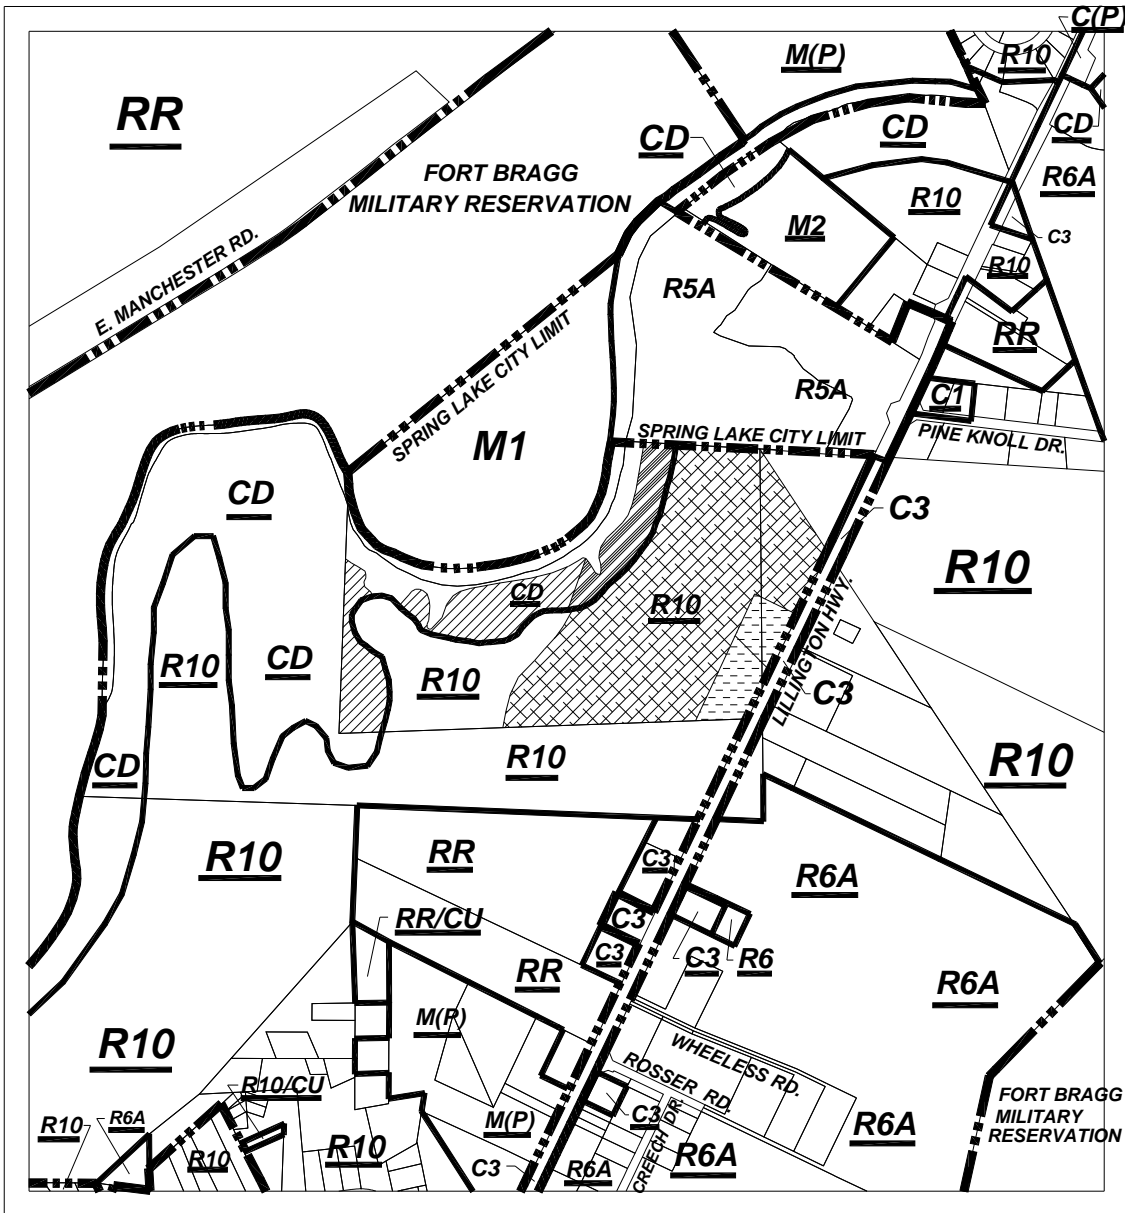 C(P)
R10
M(P)
RR
CD
CD
CD
FORT BRAGG
MILITARY RESERVATION
R6A
R10
M2
C3
E. MANCHESTER RD.
R10
R5A
SPRING LAKE CITY LIMIT
RR
R5A
C1
PINE KNOLL DR.
SPRING LAKE CITY LIMIT
M1
CD
C3
R10
LILLINGTON HWY.
CD
R10
R10
CD
R10
C3
CD
R10
R10
R10
RR
C3
R6A
RR/CU
C3
C3
C3
R6
RR
R6A
M(P)
R10
WHEELESS RD.
ROSSER RD.
R10/CU
FORT BRAGG
MILITARY
RESERVATION
R10
R6A
M(P)
C3
CREECH DR.
R6A
R10
R10
C3
R6A
R6A